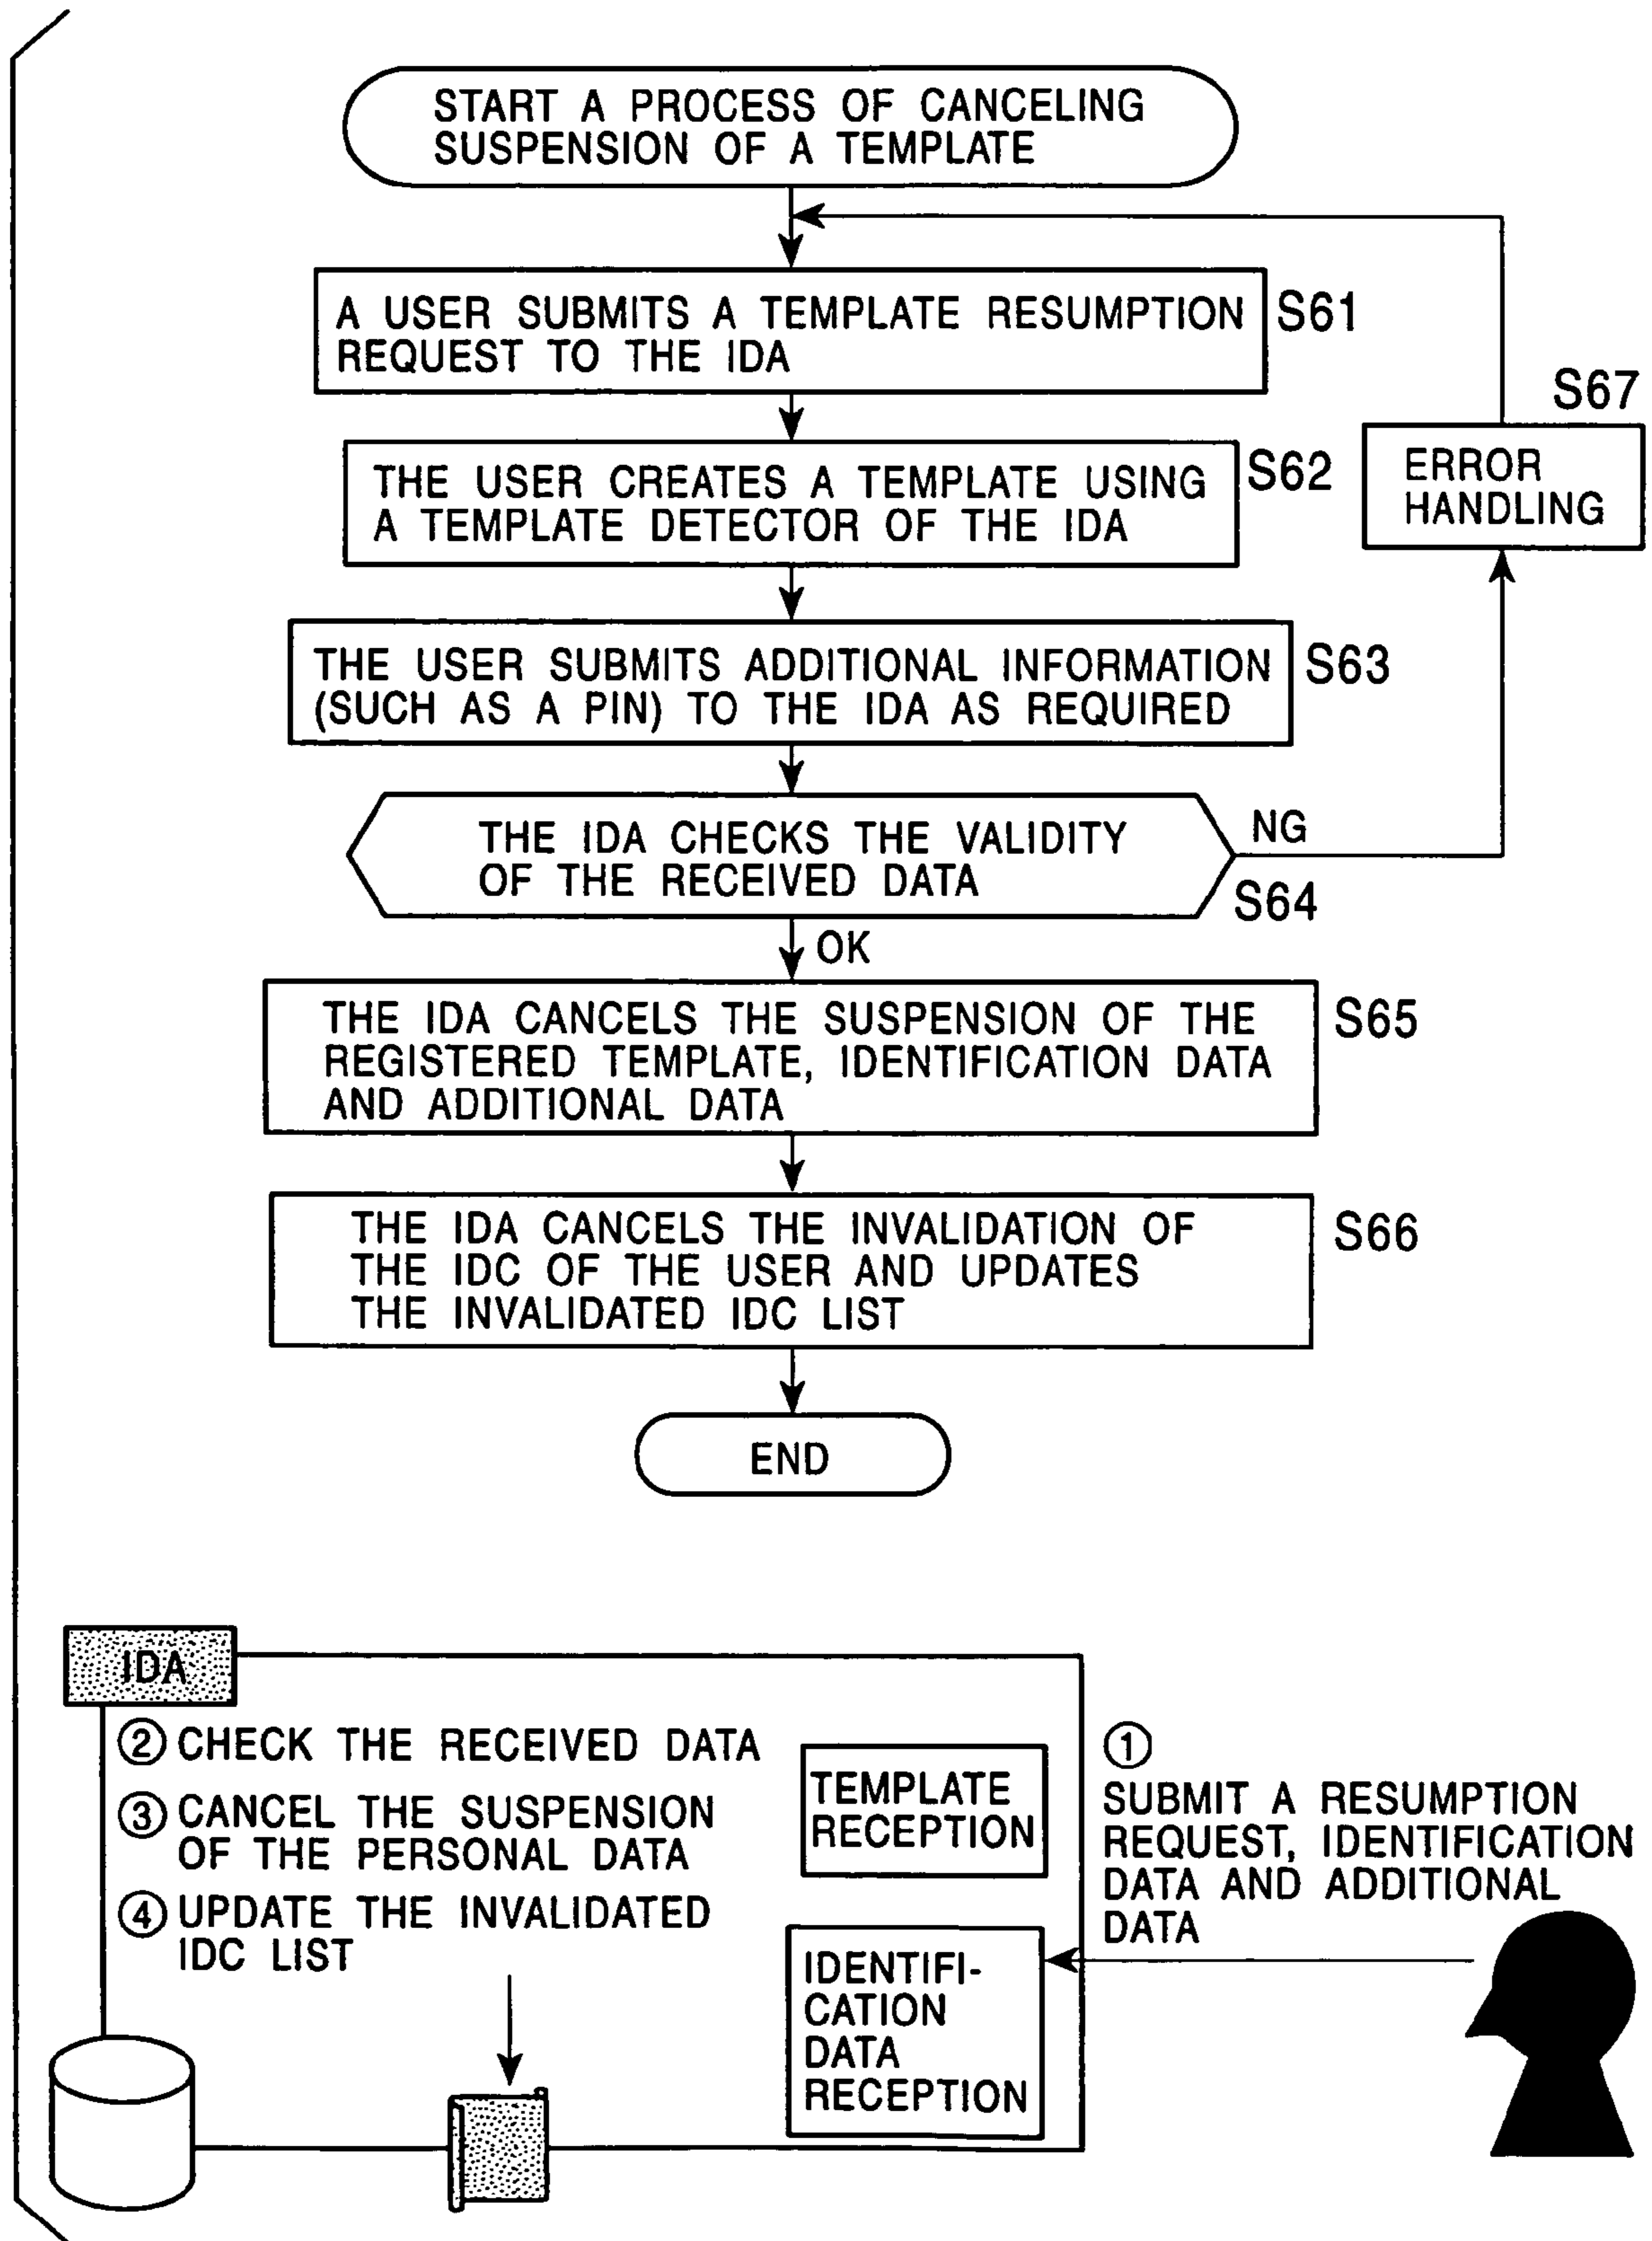 START A PROCESS OF CANCELING
SUSPENSION OF A TEMPLATE
A USER SUBMITS A TEMPLATE RESUMPTION
REQUEST TO THE IDA
S61
S67
ERROR
HANDLING
THE USER CREATES A TEMPLATE USING
A TEMPLATE DETECTOR OF THE IDA
S62
THE USER SUBMITS ADDITIONAL INFORMATION
(SUCH AS A PIN) TO THE IDA AS REQUIRED
S63
THE IDA CHECKS THE VALIDITY
OF THE RECEIVED DATA
NG
S64
OK
THE IDA CANCELS THE SUSPENSION OF THE
REGISTERED TEMPLATE, IDENTIFICATION DATA
AND ADDITIONAL DATA
S65
THE IDA CANCELS THE INVALIDATION OF
THE IDC OF THE USER AND UPDATES
THE INVALIDATED IDC LIST
S66
END
IDA
② CHECK THE RECEIVED DATA
③ CANCEL THE SUSPENSION
OF THE PERSONAL DATA
④ UPDATE THE INVALIDATED
IDC LIST
TEMPLATE
RECEPTION
IDENTIFI-
CATION
DATA
RECEPTION
①
SUBMIT A RESUMPTION
REQUEST, IDENTIFICATION
DATA AND ADDITIONAL
DATA